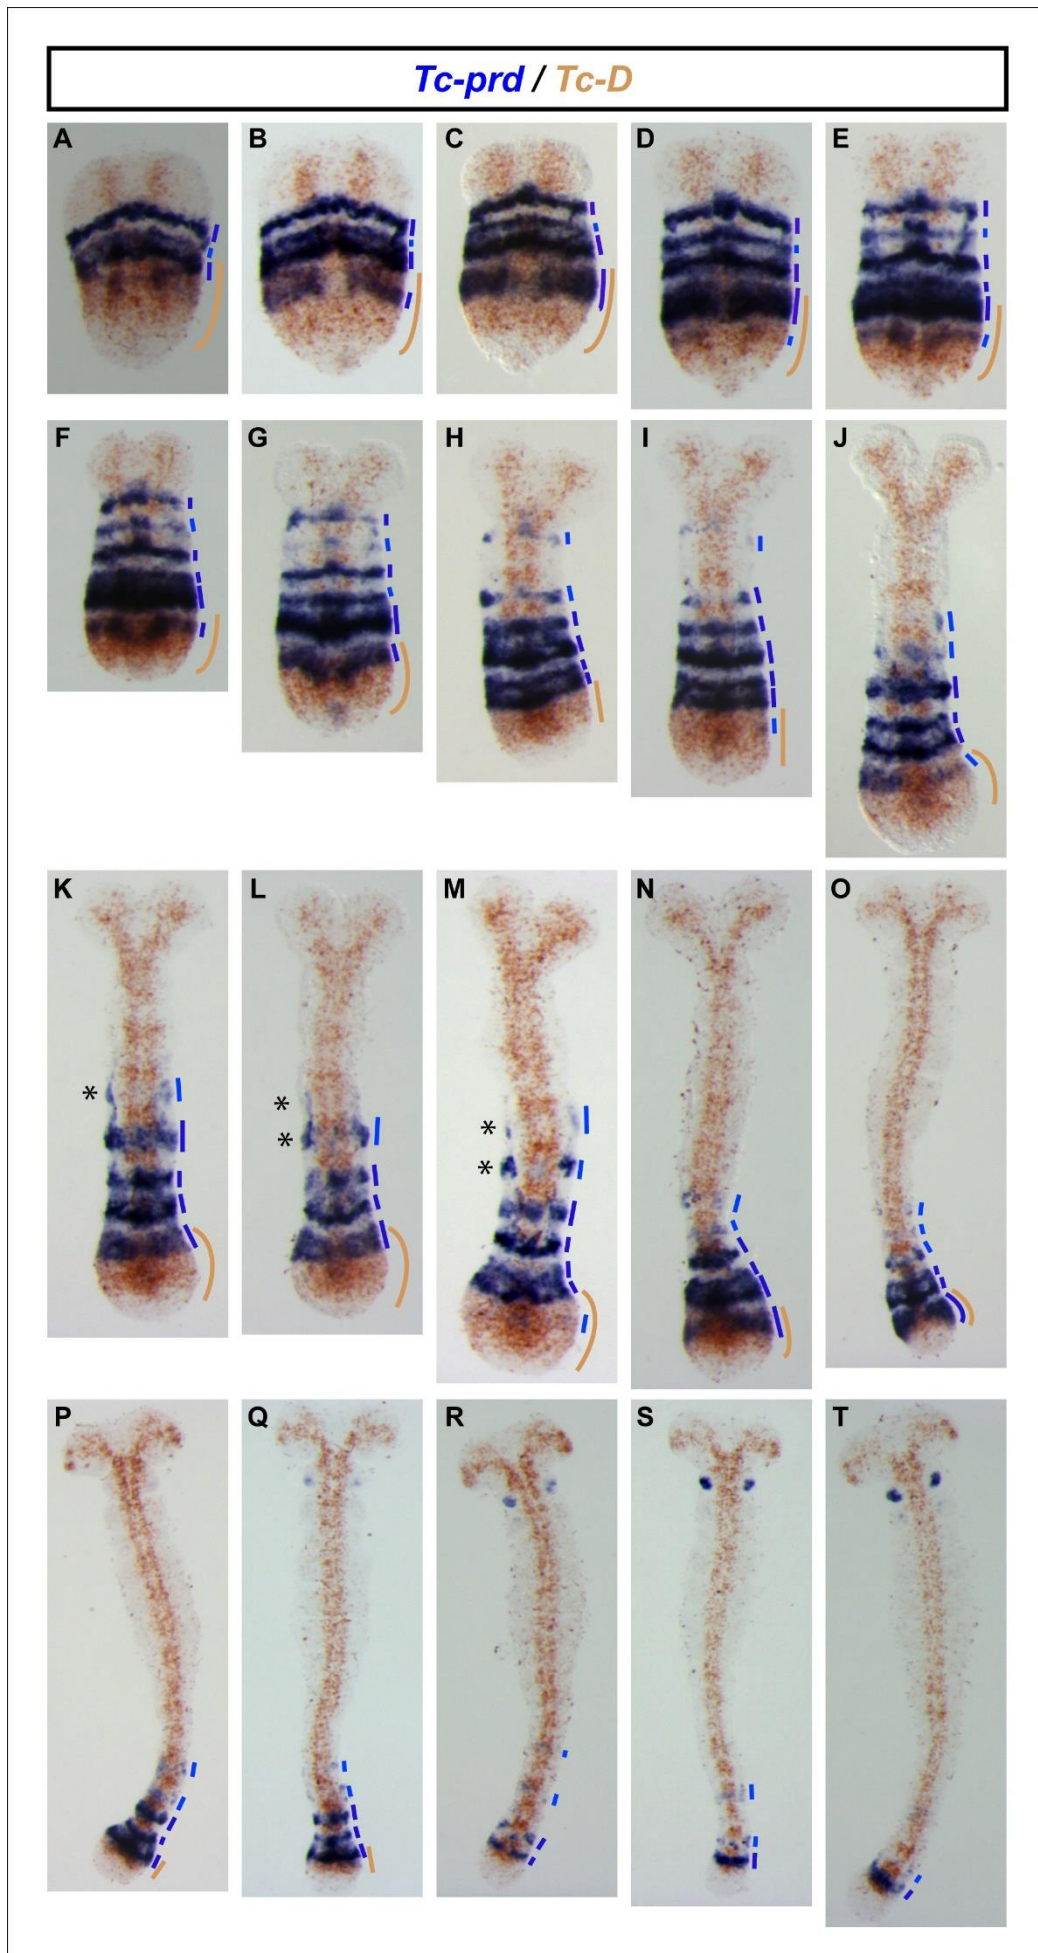 Tc-prd / Tc-D
A B C D E
F G H I J
*
K L M N O
* * * * *
P Q R S T